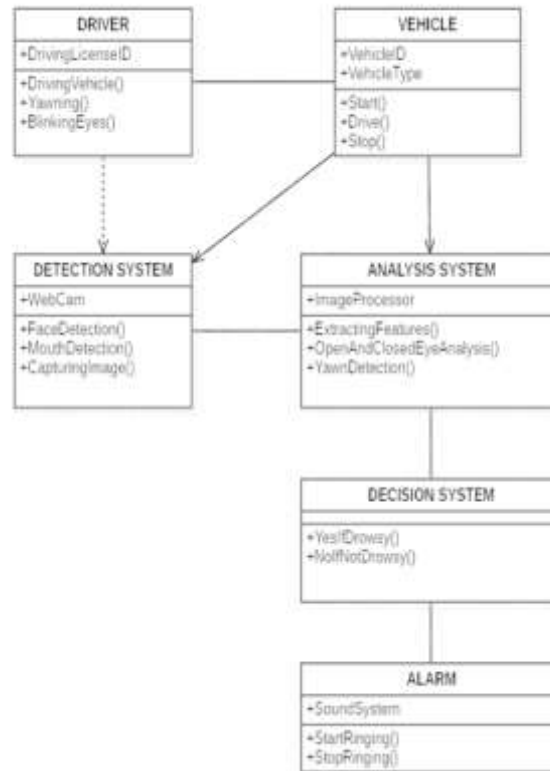 DRIVER
+DrivingLicenseID
+DrivingVehicle()
+Yawning()
+BlinkingEyes()
VEHICLE
+VehicleID
+VehicleType
+Start()
+Drive()
+Stop()
DETECTION SYSTEM
+WebCam
+FaceDetection()
+MouthDetection()
+CapturingImage()
ANALYSIS SYSTEM
+ImageProcessor
+ExtractingFeatures()
+OpenAndClosedEyeAnalysis()
+YawnDetection()
DECISION SYSTEM
+YesIfDrowsy()
+NoIfNotDrowsy()
ALARM
+SoundSystem
+StartRinging()
+StopRinging()